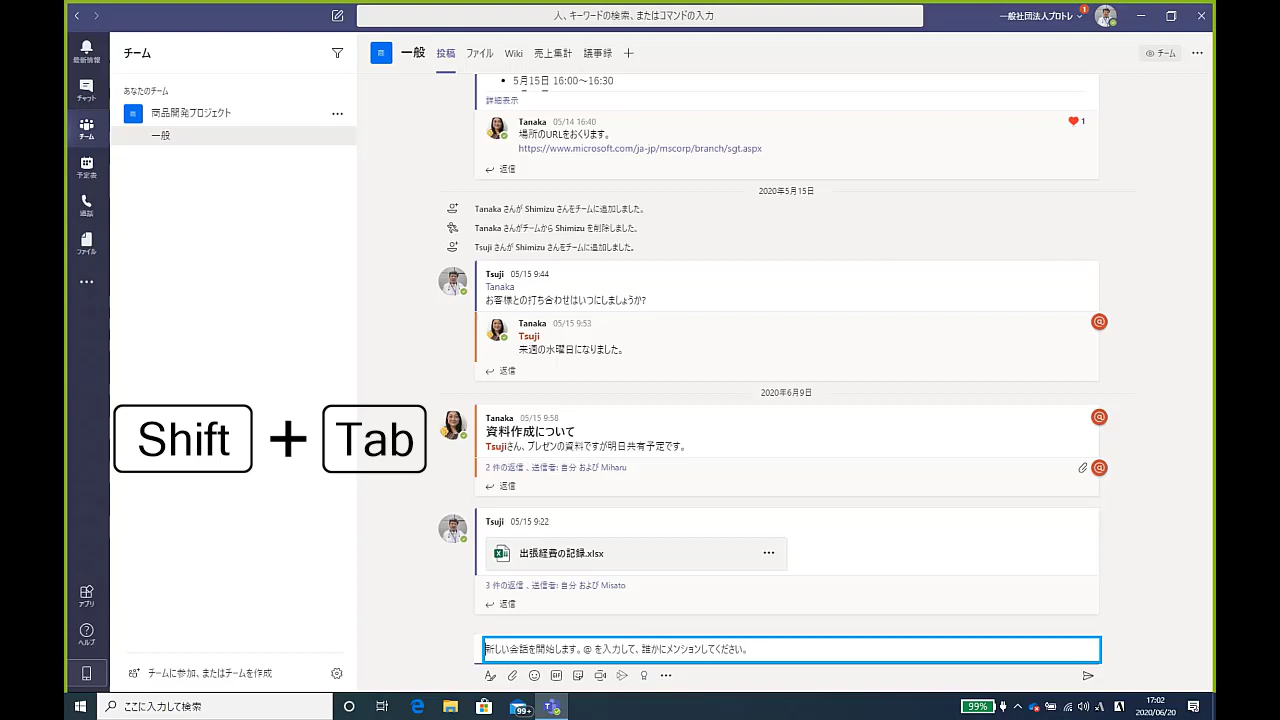 人、キーワードの検索、またはコマンドの入力
一般社団法人プロトレ
1
最新情報
チャット
チーム
予定表
通話
ファイル
アプリ
ヘルプ
チーム
あなたのチーム
商品開発プロジェクト
一般
チームに参加、またはチームを作成
一般 投稿 ファイル Wiki 売上集計 議事録
チーム
• 5月15日 16:00～16:30
詳細表示
Tanaka 05/14 16:40
1
場所のURLをおくります。
https://www.microsoft.com/ja-jp/mscorp/branch/sgt.aspx
返信
2020年5月15日
Tanaka さんが Shimizu さんをチームに追加しました。
Tanaka さんがチームから Shimizu を削除しました。
Tsuji さんが Shimizu さんをチームに追加しました。
Tsuji 05/15 9:44
Tanaka
お客様との打ち合わせはいつにしましょうか?
Tanaka 05/15 9:53
Tsuji
来週の水曜日になりました。
返信
2020年6月9日
Tanaka 05/15 9:58
資料作成について
Tsujiさん、プレゼンの資料ですが明日共有予定です。
2 件の返信 、送信者: 自分 および Miharu
返信
Tsuji 05/15 9:22
出張経費の記録.xlsx
3 件の返信 、送信者: 自分 および Misato
返信
新しい会話を開始します。@ を入力して、誰かにメンションしてください。
GIF
Shift + Tab
ここに入力して検索
99+
99%
A
17:02
2020/06/20